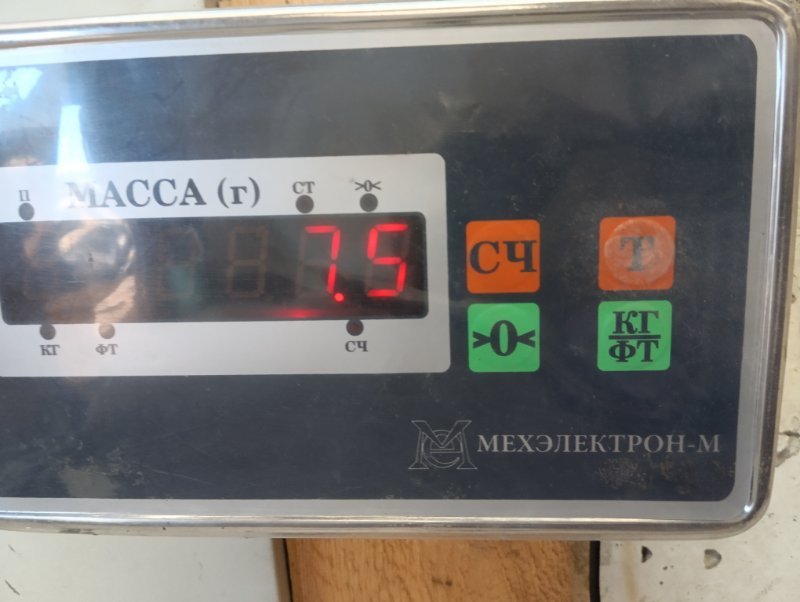 МАССА (г)
П
СТ
>0<
7.5
КГ
ФТ
СЧ
СЧ
Т
>0<
КГ
ФТ
МЕХЭЛЕКТРОН-М